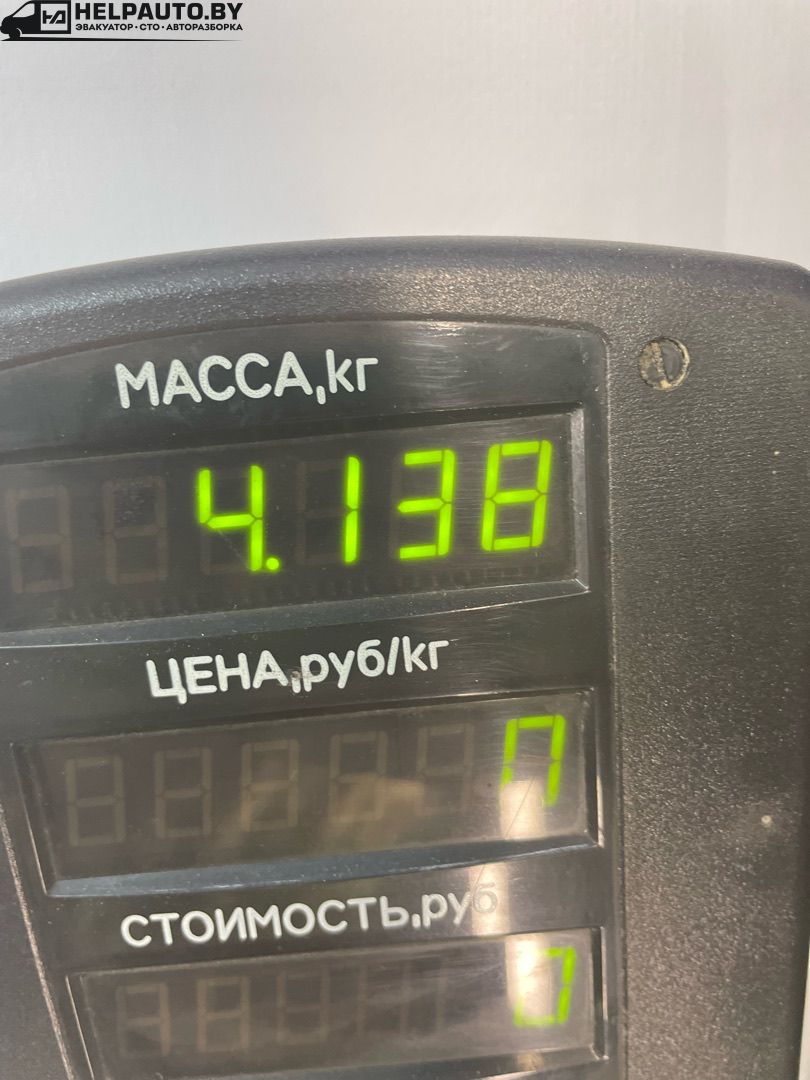 HELPAUTO.BY
ЭВАКУАТОР • СТО • АВТОРАЗБОРКА
МАССА,кг
4.138
ЦЕНА,руб/кг
0
СТОИМОСТЬ,руб
0